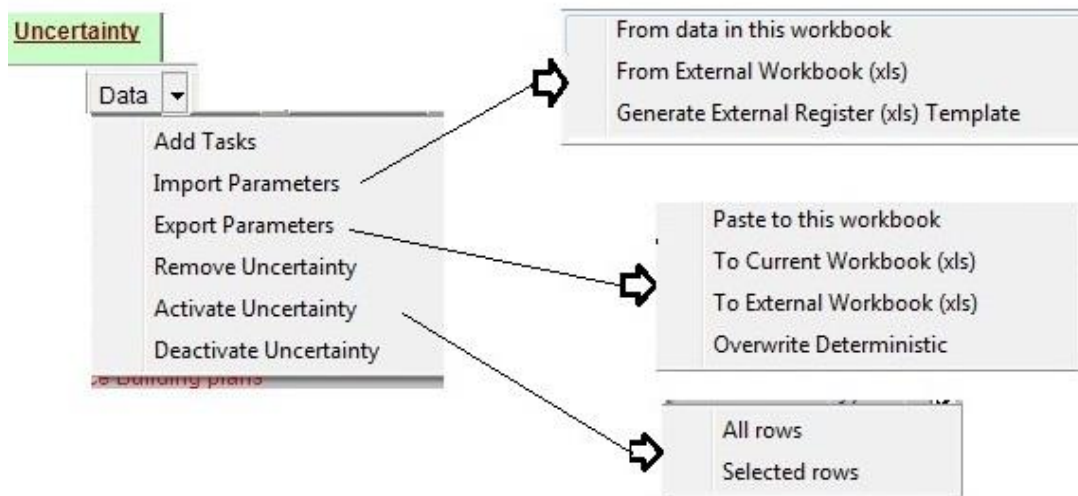 Uncertainty
Data
Add Tasks
Import Parameters
Export Parameters
Remove Uncertainty
Activate Uncertainty
Deactivate Uncertainty
From data in this workbook
From External Workbook (xls)
Generate External Register (xls) Template
Paste to this workbook
To Current Workbook (xls)
To External Workbook (xls)
Overwrite Deterministic
All rows
Selected rows